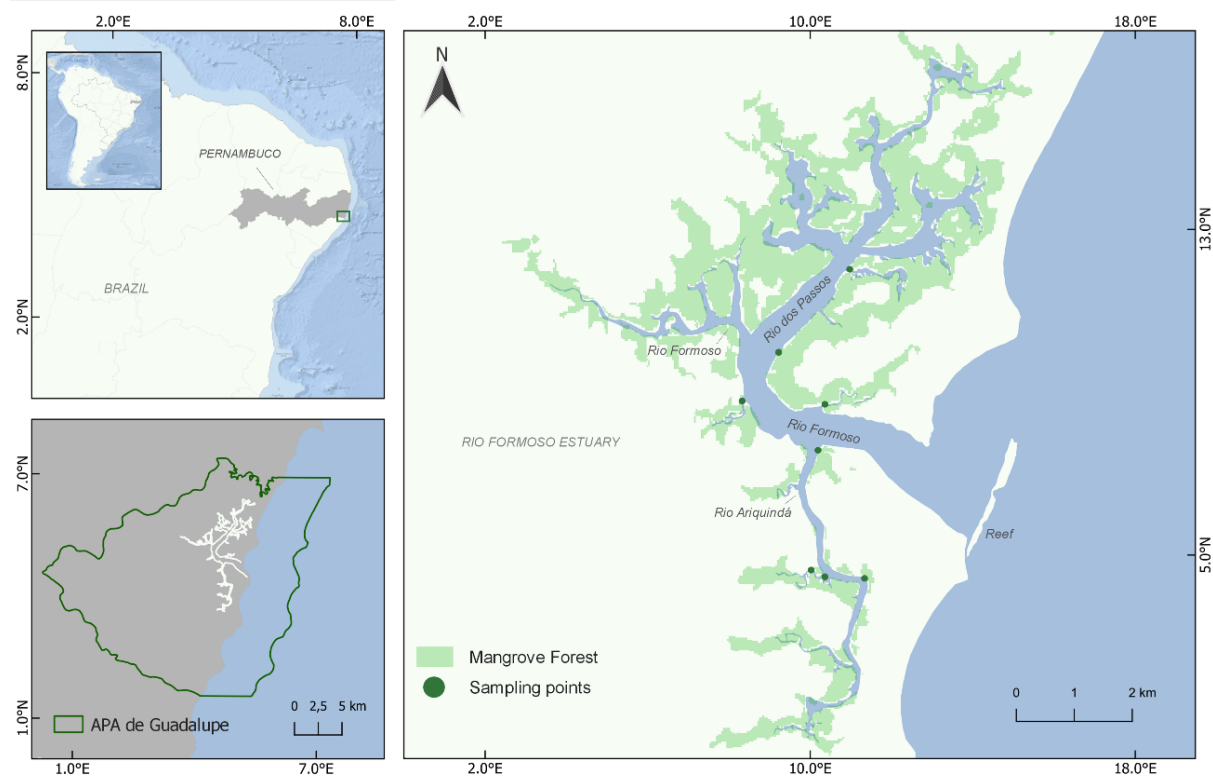 2.0°E
8.0°E
8.0°N
2.0°N
PERNAMBUCO
BRAZIL
7.0°N
1.0°N
APA de Guadalupe
0 2,5 5 km
1.0°E
7.0°E
2.0°E
10.0°E
18.0°E
N
13.0°N
5.0°N
Rio dos Passos
Rio Formoso
Rio Formoso
RIO FORMOSO ESTUARY
Rio Ariquindá
Reef
Mangrove Forest
Sampling points
0 1 2 km
2.0°E
10.0°E
18.0°E